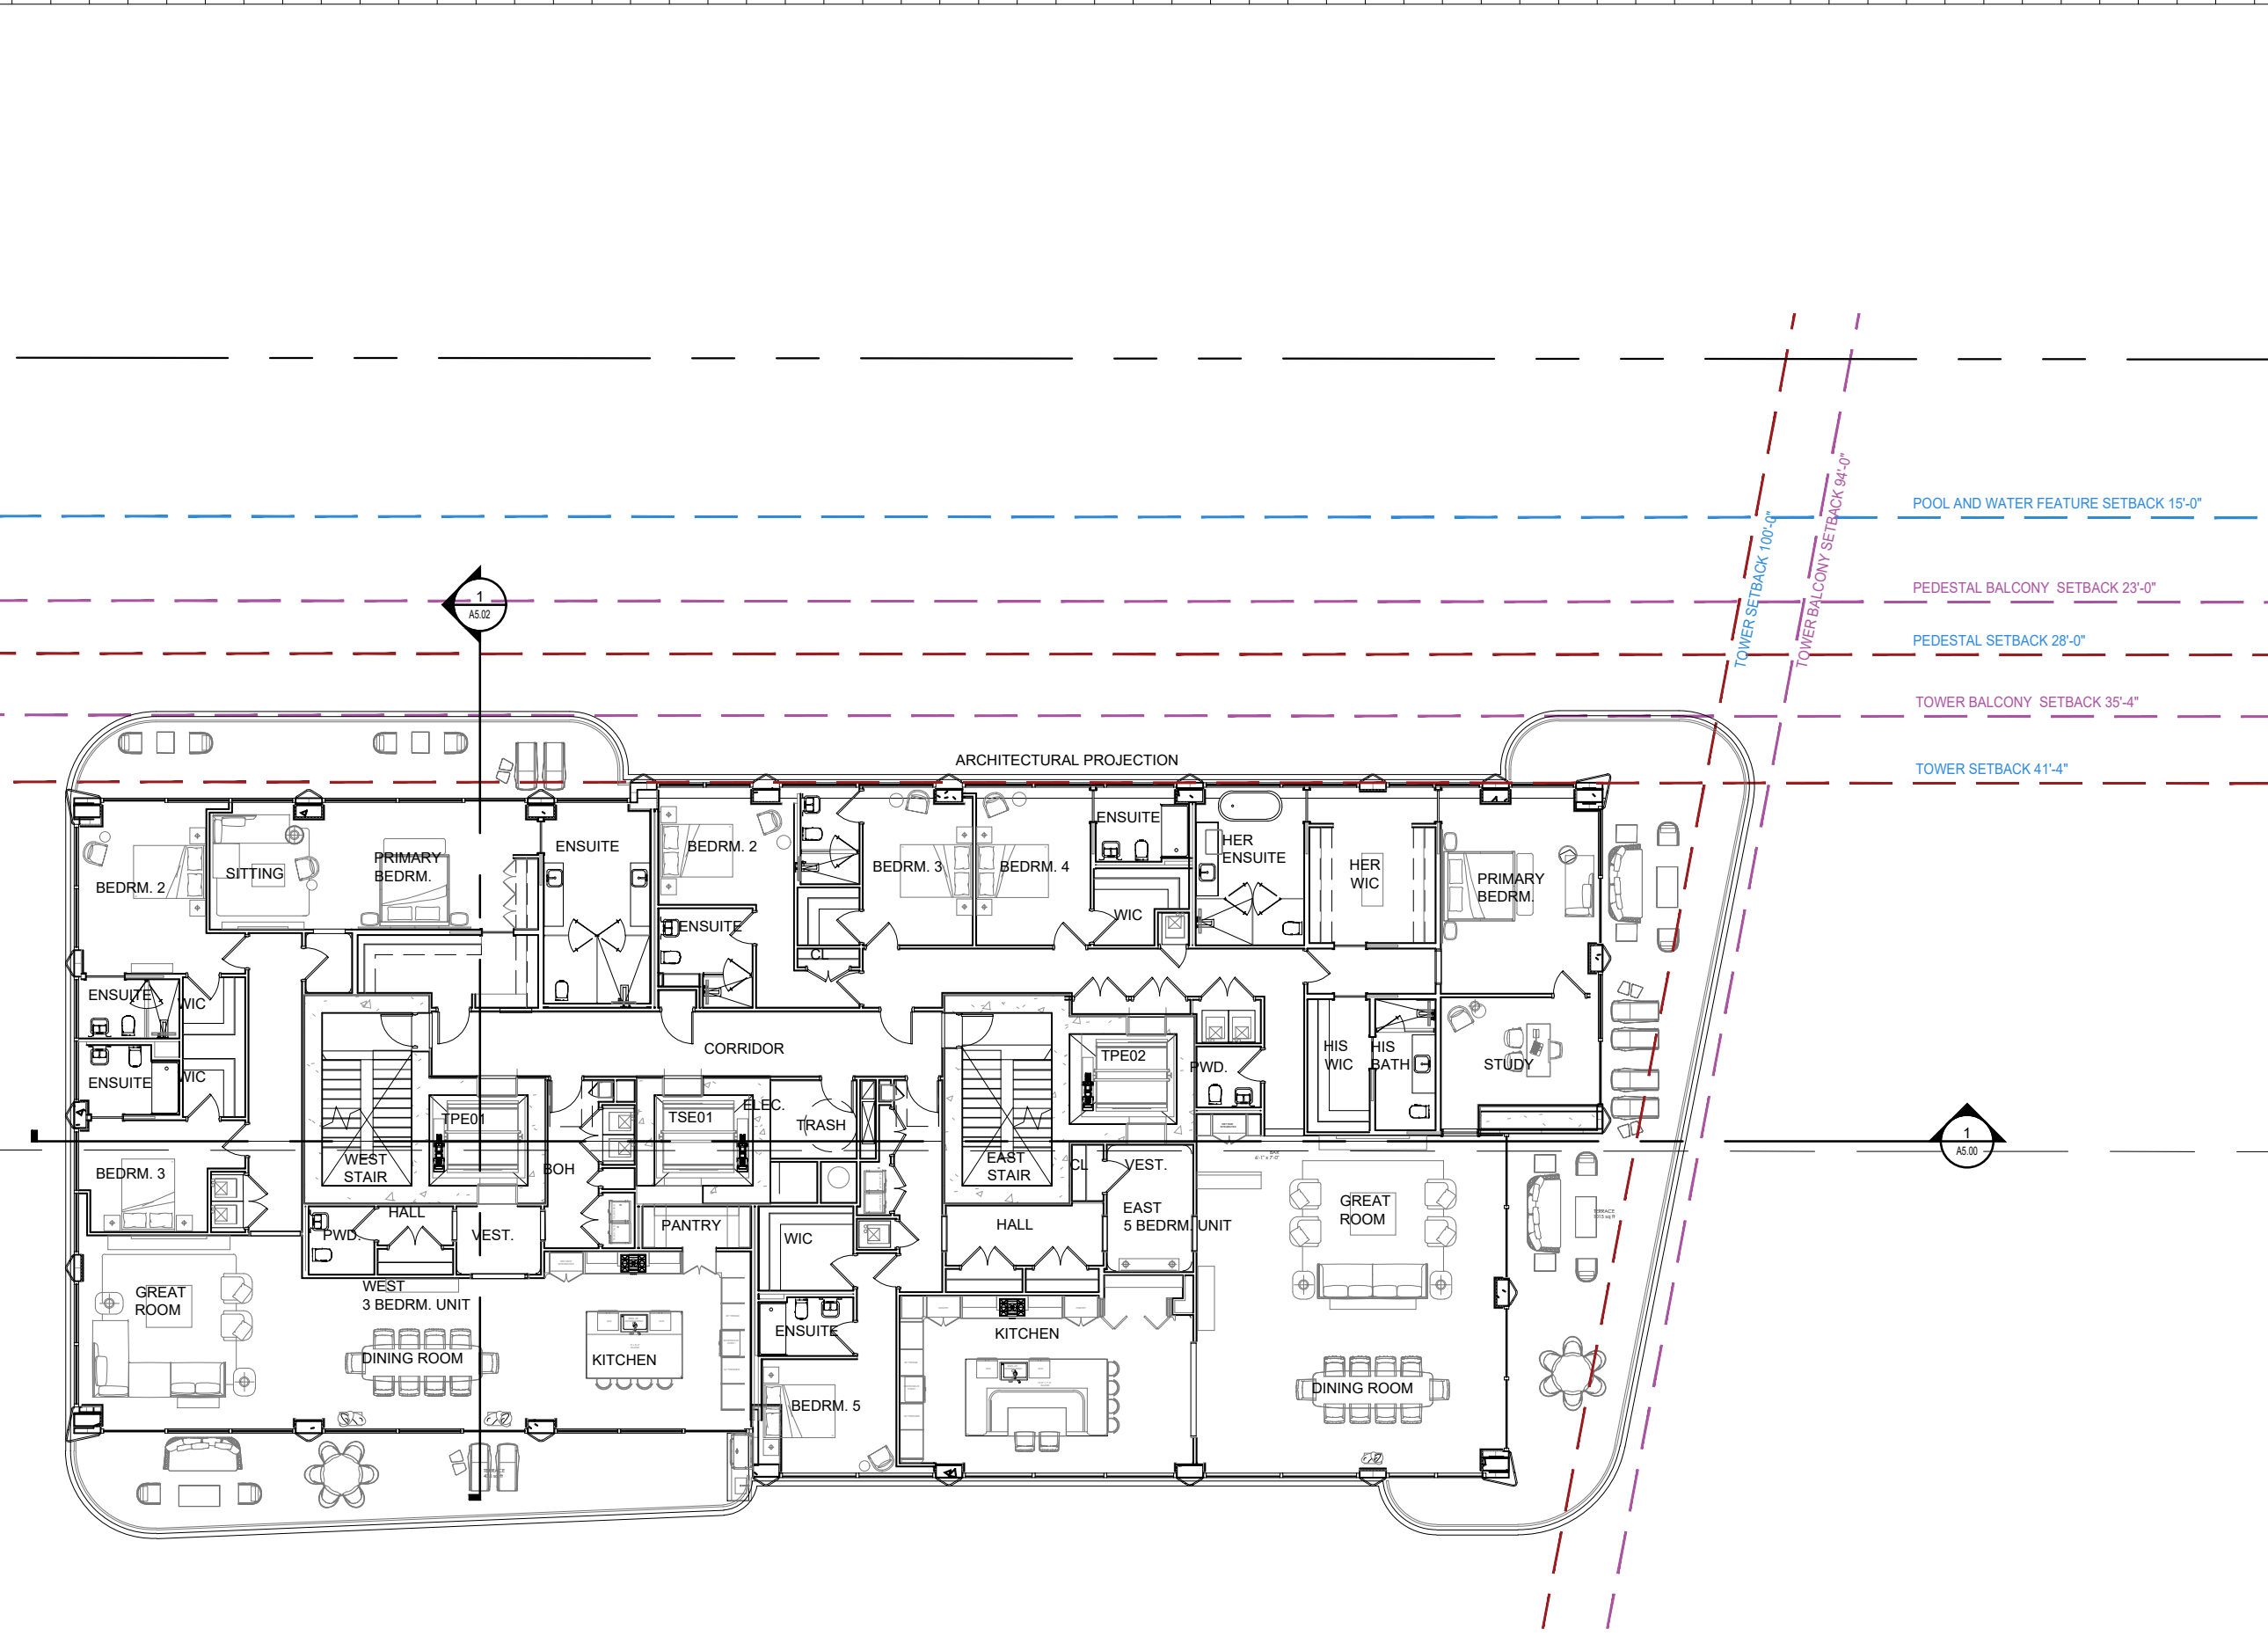 POOL AND WATER FEATURE SETBACK 15'-0"
TOWER SETBACK 100'-0"
TOWER BALCONY SETBACK 94'-0"
PEDESTAL BALCONY SETBACK 23'-0"
1
A5.02
PEDESTAL SETBACK 28'-0"
TOWER BALCONY SETBACK 35'-4"
ARCHITECTURAL PROJECTION
TOWER SETBACK 41'-4"
ENSUITE
HER
ENSUITE
ENSUITE
BEDRM. 2
PRIMARY
BEDRM.
SITTING
BEDRM. 2
BEDRM. 3
BEDRM. 4
HER
WIC
PRIMARY
BEDRM.
WIC
ENSUITE
CL
ENSUITE
WIC
CORRIDOR
TPE02
HIS
WIC
HIS
BATH
STUDY
PWD.
ENSUITE
WIC
TPE01
TSE01
ELEC.
TRASH
1
A5.00
WEST
STAIR
BOH
EAST
STAIR
CL
VEST.
BEDRM. 3
GREAT
ROOM
EAST
5 BEDRM. UNIT
HALL
PWD.
VEST.
PANTRY
WIC
HALL
TERRACE
WEST
3 BEDRM. UNIT
GREAT
ROOM
ENSUITE
KITCHEN
DINING ROOM
KITCHEN
DINING ROOM
BEDRM. 5
TERRACE